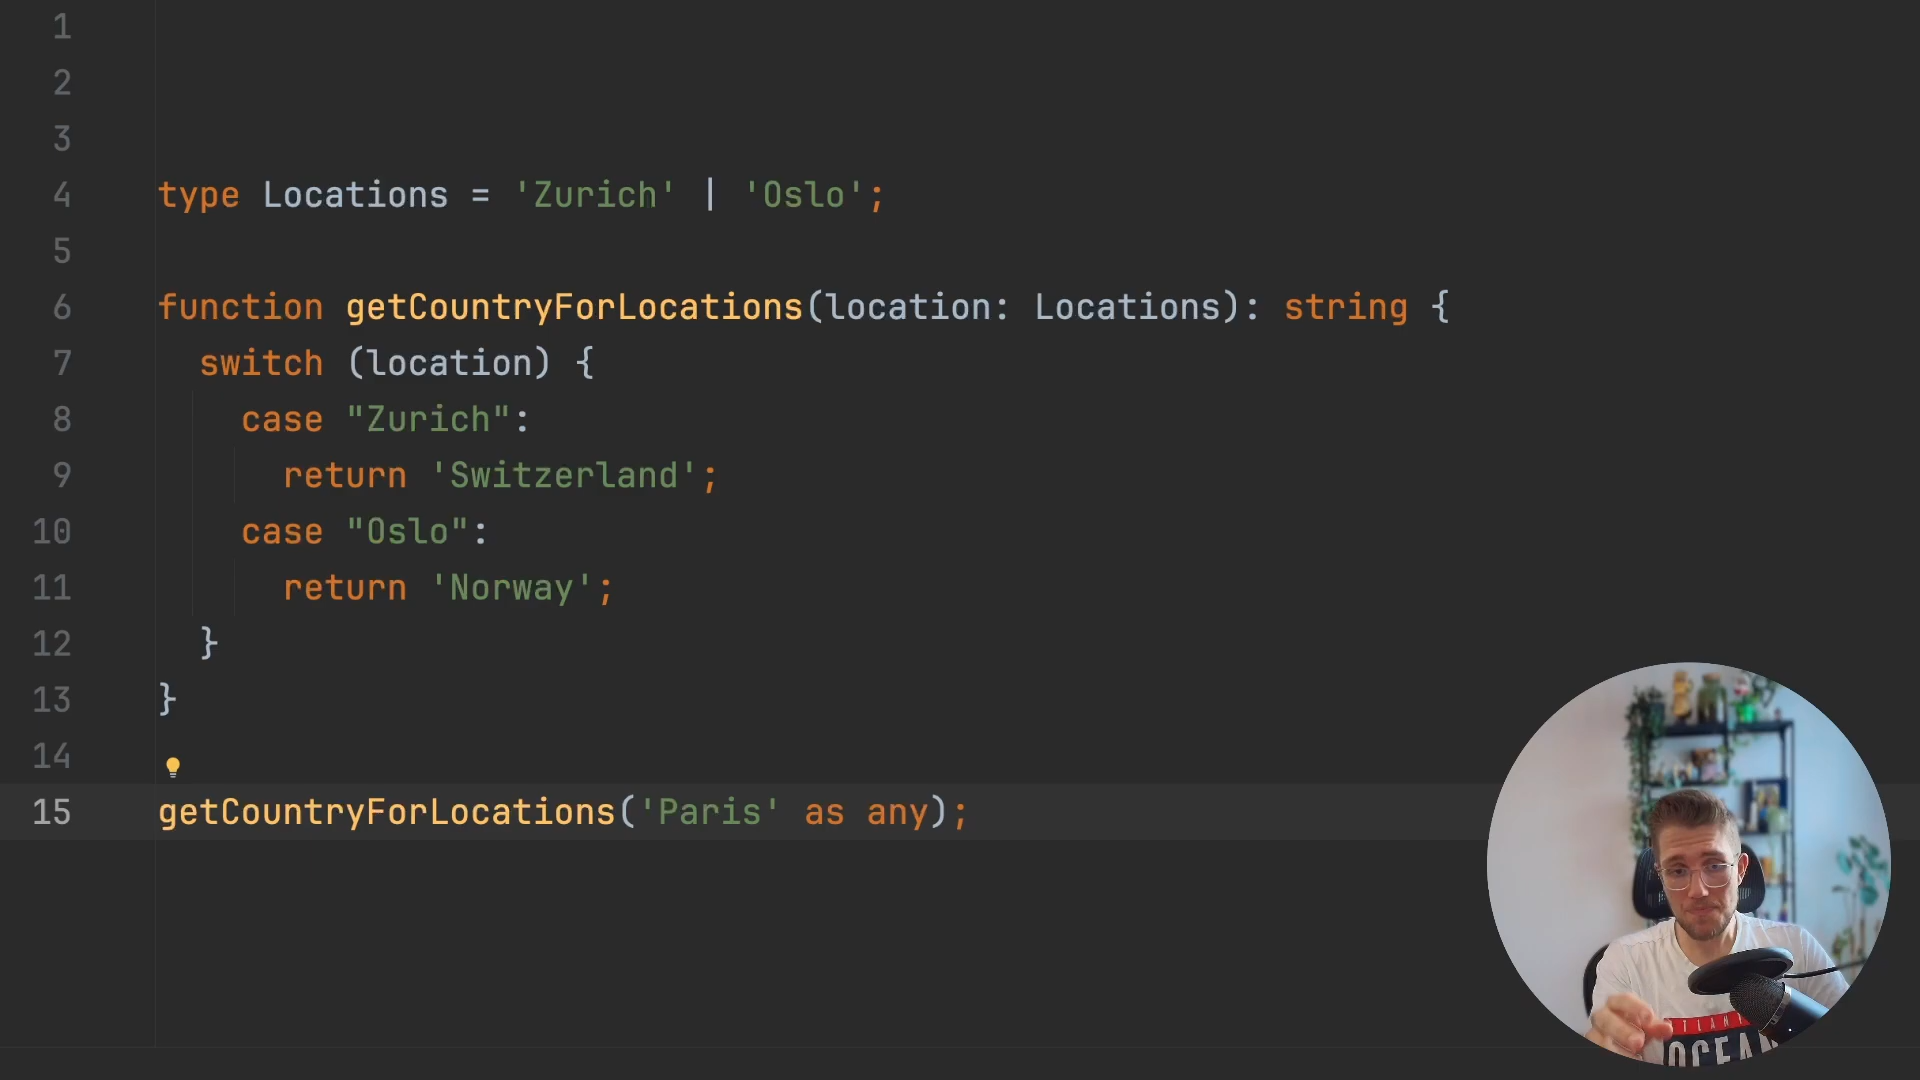 1
2
3
4 type Locations = 'Zurich' | 'Oslo';
5
6 function getCountryForLocations(location: Locations): string {
7 switch (location) {
8 case "Zurich":
9 return 'Switzerland';
10 case "Oslo":
11 return 'Norway';
12 }
13 }
14
15 getCountryForLocations('Paris' as any);
OCEAN